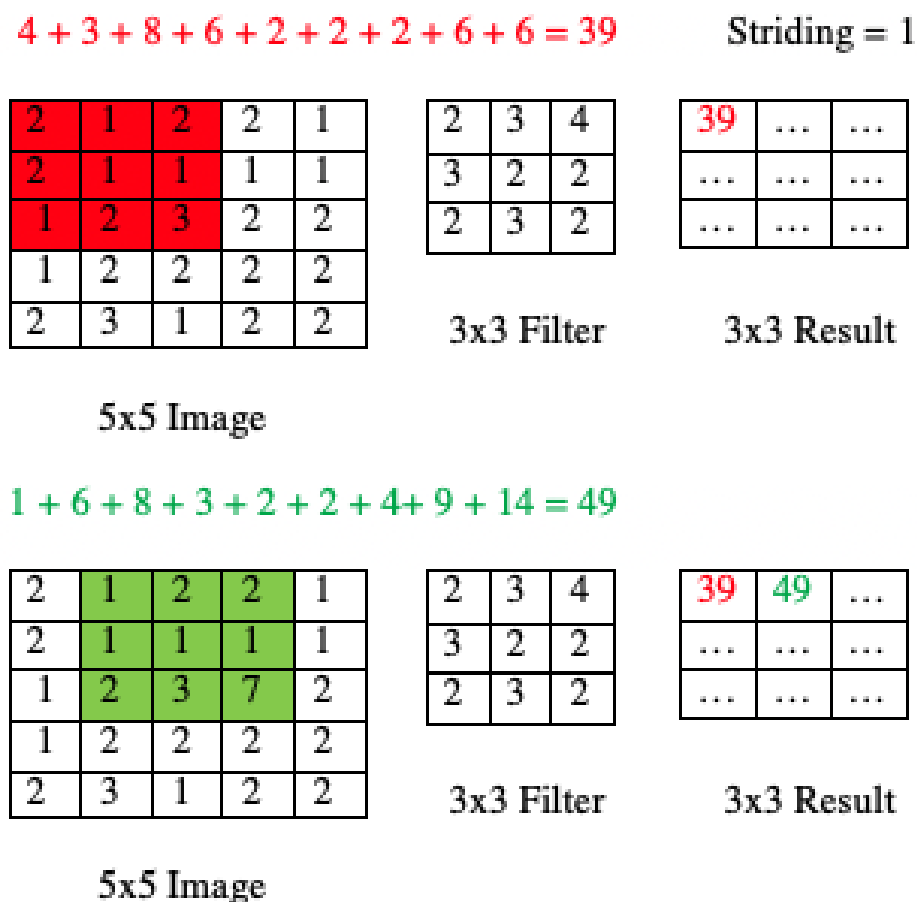 4 + 3 + 8 + 6 + 2 + 2 + 2 + 6 + 6 = 39 Striding = 1
2 1 2 2 1 2 3 4 39 ... ...
2 1 1 1 1 3 2 2 ... ... ...
1 2 3 2 2 2 3 2 ... ... ...
1 2 2 2 2
2 3 1 2 2
3x3 Filter 3x3 Result
5x5 Image
1 + 6 + 8 + 3 + 2 + 2 + 4+ 9 + 14 = 49
2 1 2 2 1 2 3 4 39 49 ...
2 1 1 1 1 3 2 2 ... ... ...
1 2 3 7 2 2 3 2 ... ... ...
1 2 2 2 2
2 3 1 2 2
3x3 Filter 3x3 Result
5x5 Image